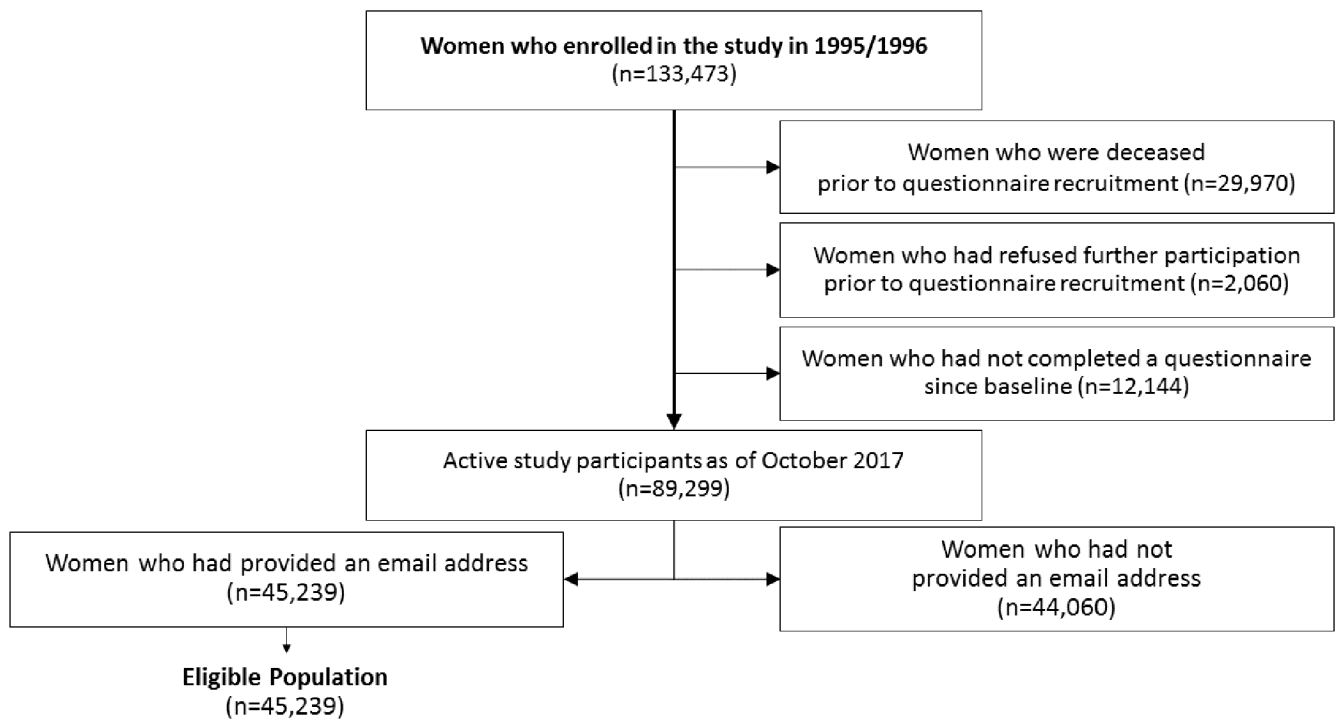 Women who enrolled in the study in 1995/1996
(n=133,473)
Women who were deceased
prior to questionnaire recruitment (n=29,970)
Women who had refused further participation
prior to questionnaire recruitment (n=2,060)
Women who had not completed a questionnaire
since baseline (n=12,144)
Active study participants as of October 2017
(n=89,299)
Women who had provided an email address
(n=45,239)
Women who had not
provided an email address
(n=44,060)
Eligible Population
(n=45,239)